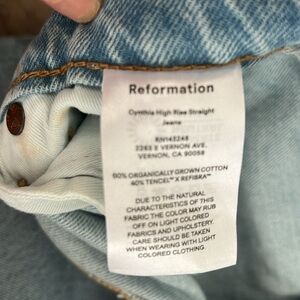 Reformation
Cynthia High Rise Straight
Jeans
RN143248
2263 E VERNON AVE,
VERNON, CA 90058
60% ORGANICALLY GROWN COTTON
40% TENCEL™ X REFIBRA™
DUE TO THE NATURAL
CHARACTERISTICS OF THIS
FABRIC THE COLOR MAY RUB
OFF ON LIGHT COLORED
FABRICS AND UPHOLSTERY.
CARE SHOULD BE TAKEN
WHEN WEARING WITH LIGHT
COLORED CLOTHING.